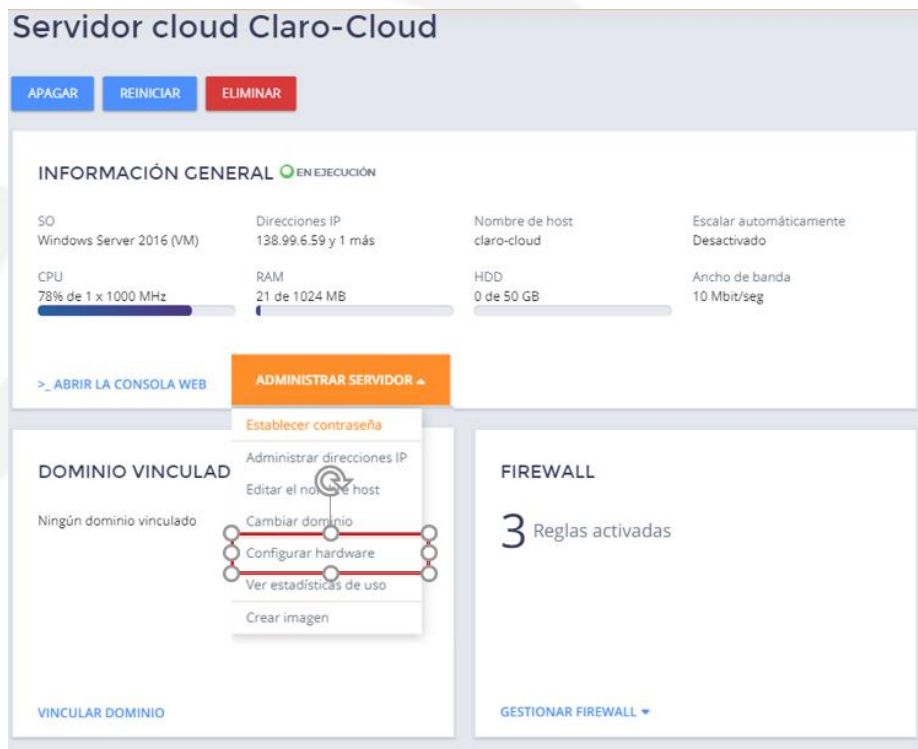 Servidor cloud Claro-Cloud
APAGAR REINICIAR ELIMINAR
INFORMACIÓN GENERAL EN EJECUCIÓN
SO Direcciones IP Nombre de host Escalar automáticamente
Windows Server 2016 (VM) 138.99.6.59 y 1 más claro-cloud Desactivado
CPU RAM HDD Ancho de banda
78% de 1 x 1000 MHz 21 de 1024 MB 0 de 50 GB 10 Mbit/seg
>_ ABRIR LA CONSOLA WEB ADMINISTRAR SERVIDOR
Establecer contraseña
Administrar direcciones IP
Editar el host
Cambiar dominio
Configurar hardware
Ver estadísticas de uso
Crear imagen
DOMINIO VINCULAD
Ningún dominio vinculado
VINCULAR DOMINIO
FIREWALL
3 Reglas activadas
GESTIONAR FIREWALL